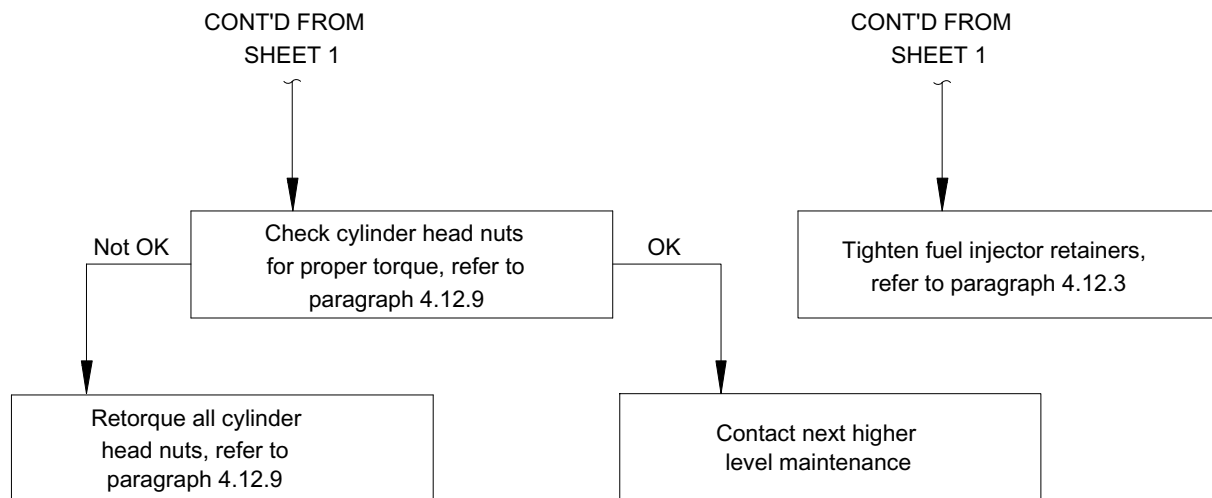 CONT'D FROM
SHEET 1
CONT'D FROM
SHEET 1
Not OK
Check cylinder head nuts
for proper torque, refer to
paragraph 4.12.9
OK
Tighten fuel injector retainers,
refer to paragraph 4.12.3
Retorque all cylinder
head nuts, refer to
paragraph 4.12.9
Contact next higher
level maintenance